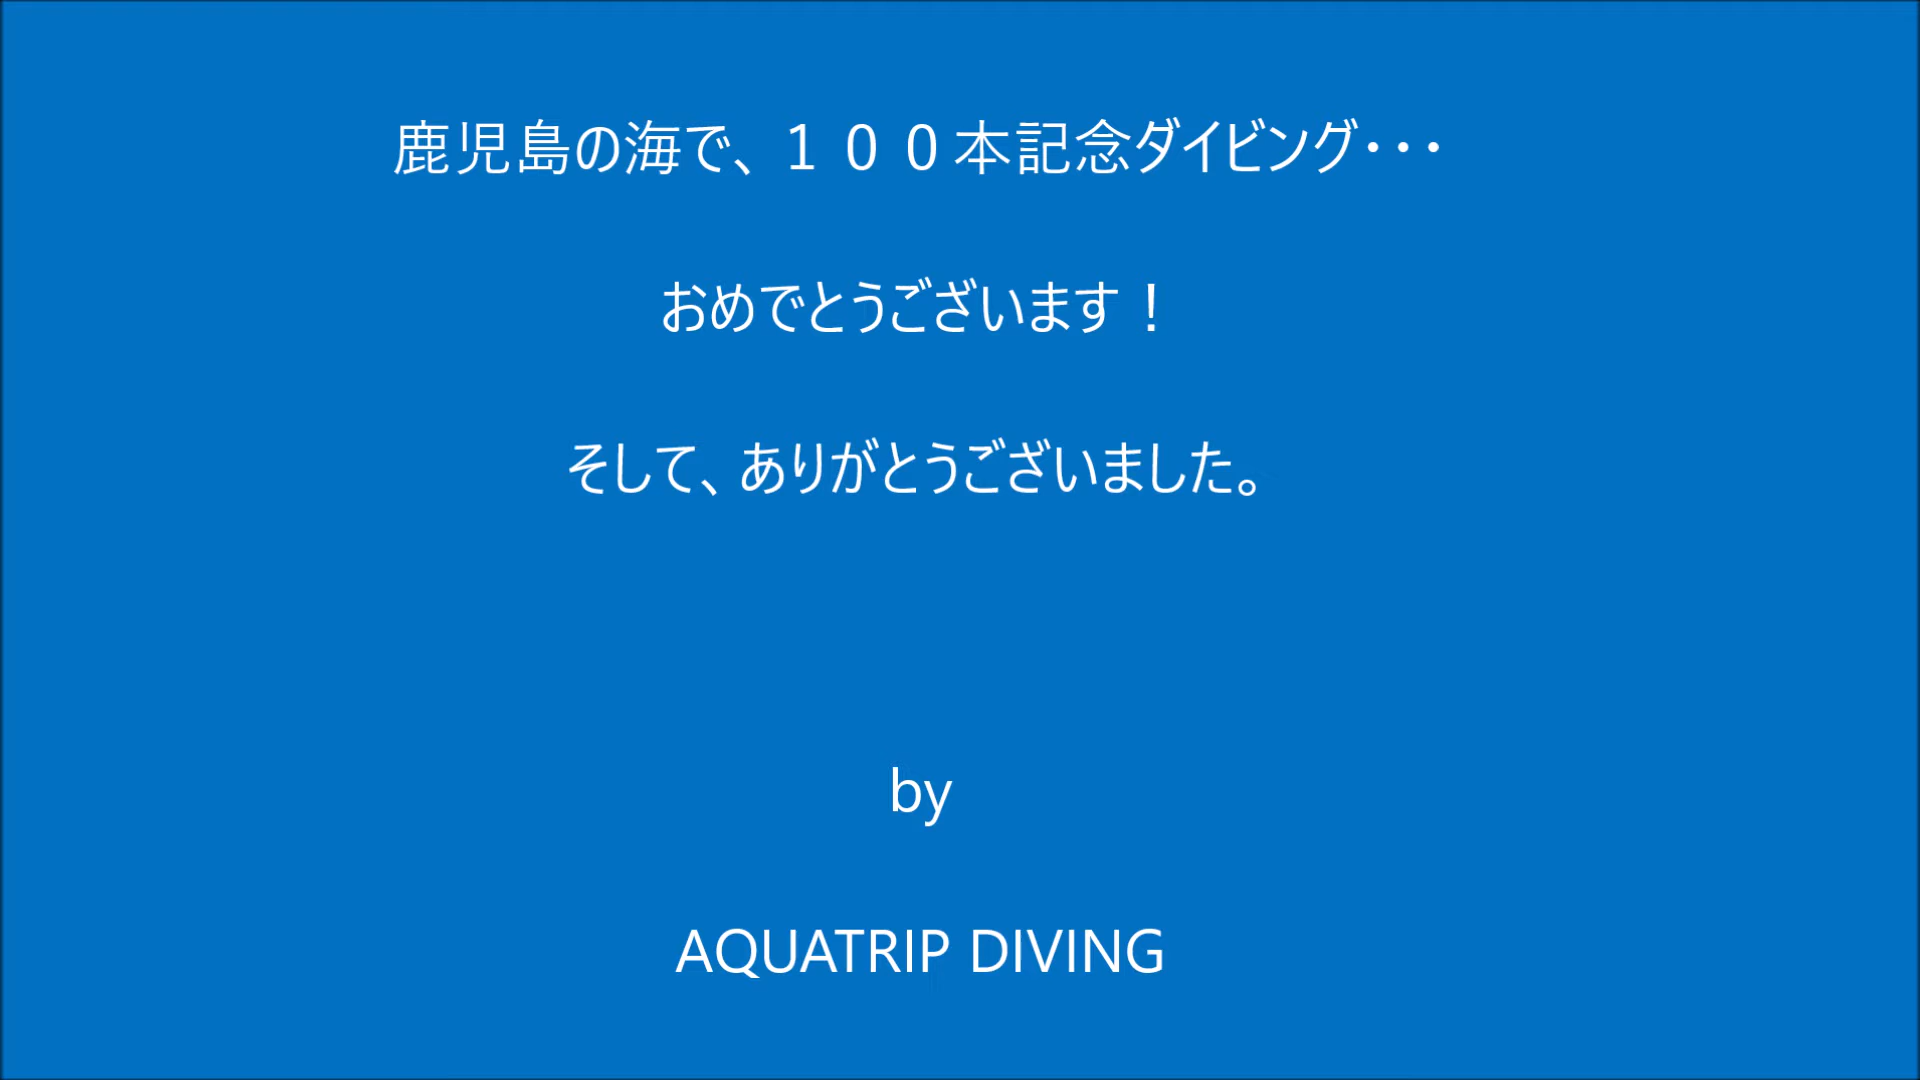 鹿児島の海で、１００本記念ダイビング・・・
おめでとうございます！
そして、ありがとうございました。
by
AQUATRIP DIVING